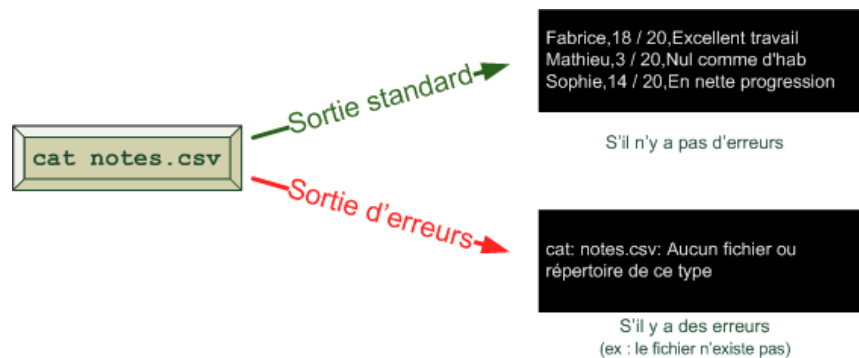 cat notes.csv
Sortie standard
Fabrice,18 / 20,Excellent travail
Mathieu,3 / 20,Nul comme d'hab
Sophie,14 / 20,En nette progression
S'il n'y a pas d'erreurs
Sortie d'erreurs
cat: notes.csv: Aucun fichier ou
répertoire de ce type
S'il y a des erreurs
(ex : le fichier n'existe pas)